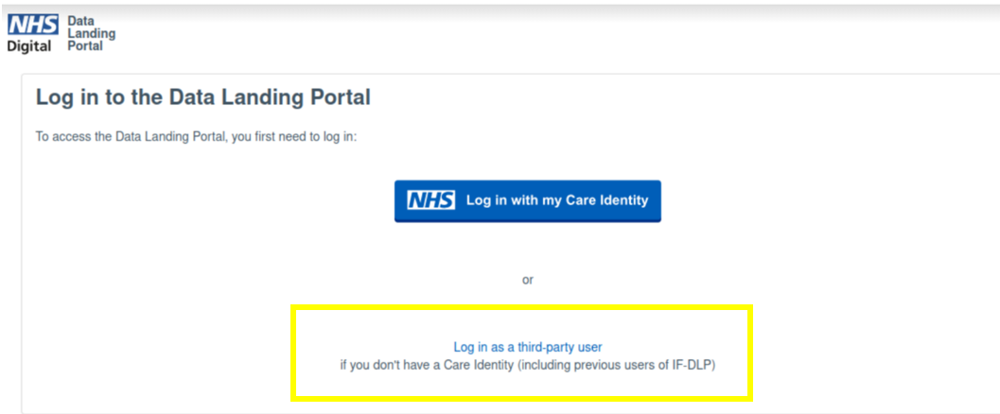 NHS Data
Landing
Digital Portal
Log in to the Data Landing Portal
To access the Data Landing Portal, you first need to log in:
NHS Log in with my Care Identity
or
Log in as a third-party user
if you don't have a Care Identity (including previous users of IF-DLP)